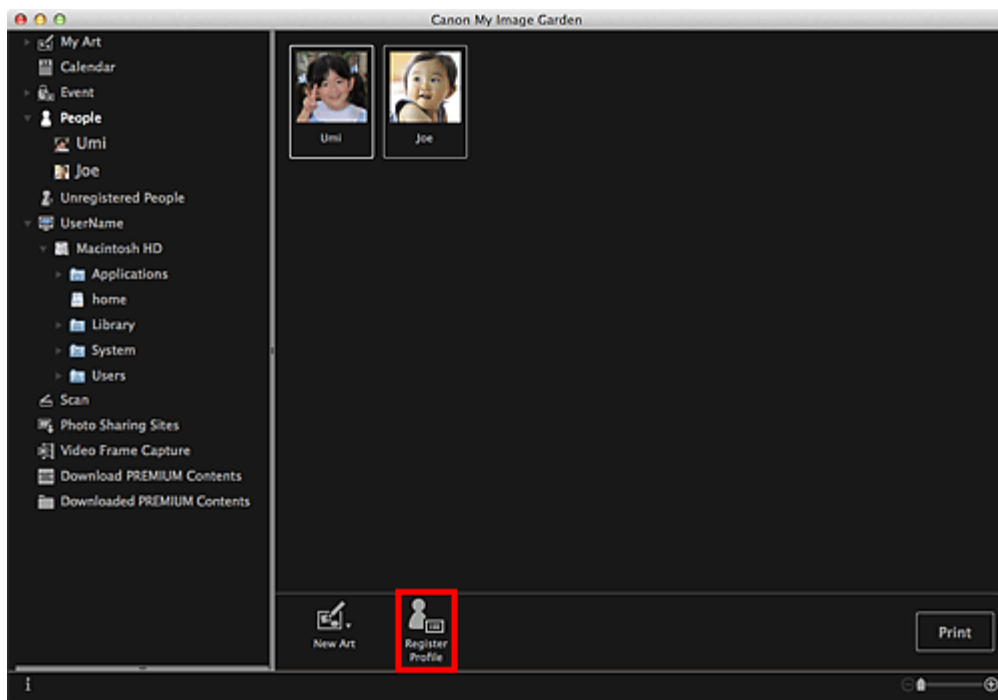 Canon My Image Garden
My Art
Calendar
Event
People
Umi
Joe
Unregistered People
UserName
Macintosh HD
Applications
home
Library
System
Users
Scan
Photo Sharing Sites
Video Frame Capture
Download PREMIUM Contents
Downloaded PREMIUM Contents
Umi
Joe
New Art
Register
Profile
Print